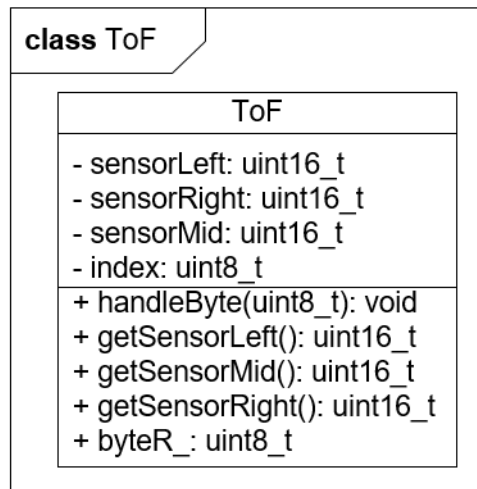 class ToF
ToF
- sensorLeft: uint16_t
- sensorRight: uint16_t
- sensorMid: uint16_t
- index: uint8_t
+ handleByte(uint8_t): void
+ getSensorLeft(): uint16_t
+ getSensorMid(): uint16_t
+ getSensorRight(): uint16_t
+ byteR_: uint8_t